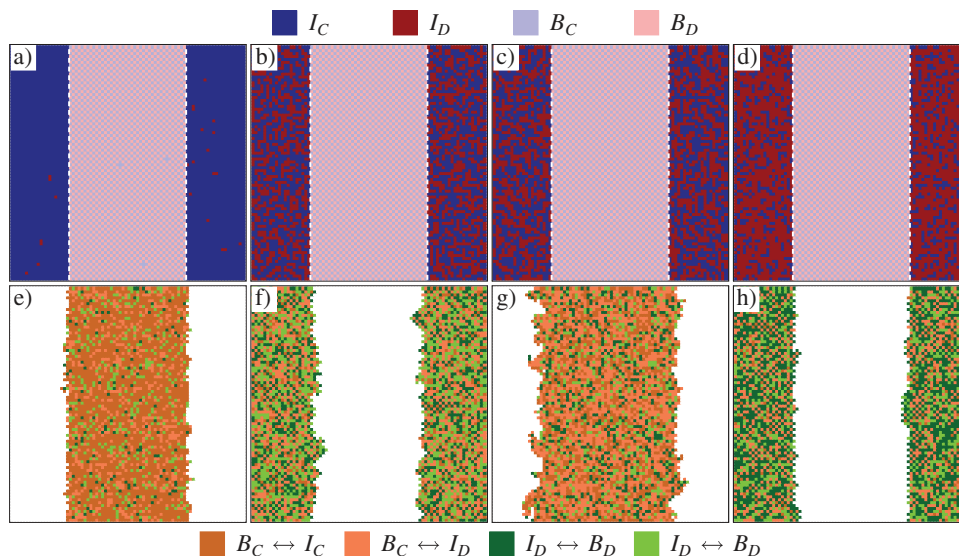 I_C I_D B_C B_D
a) b) c) d)
e) f) g) h)
B_C ↔ I_C B_C ↔ I_D I_D ↔ B_D I_D ↔ B_D